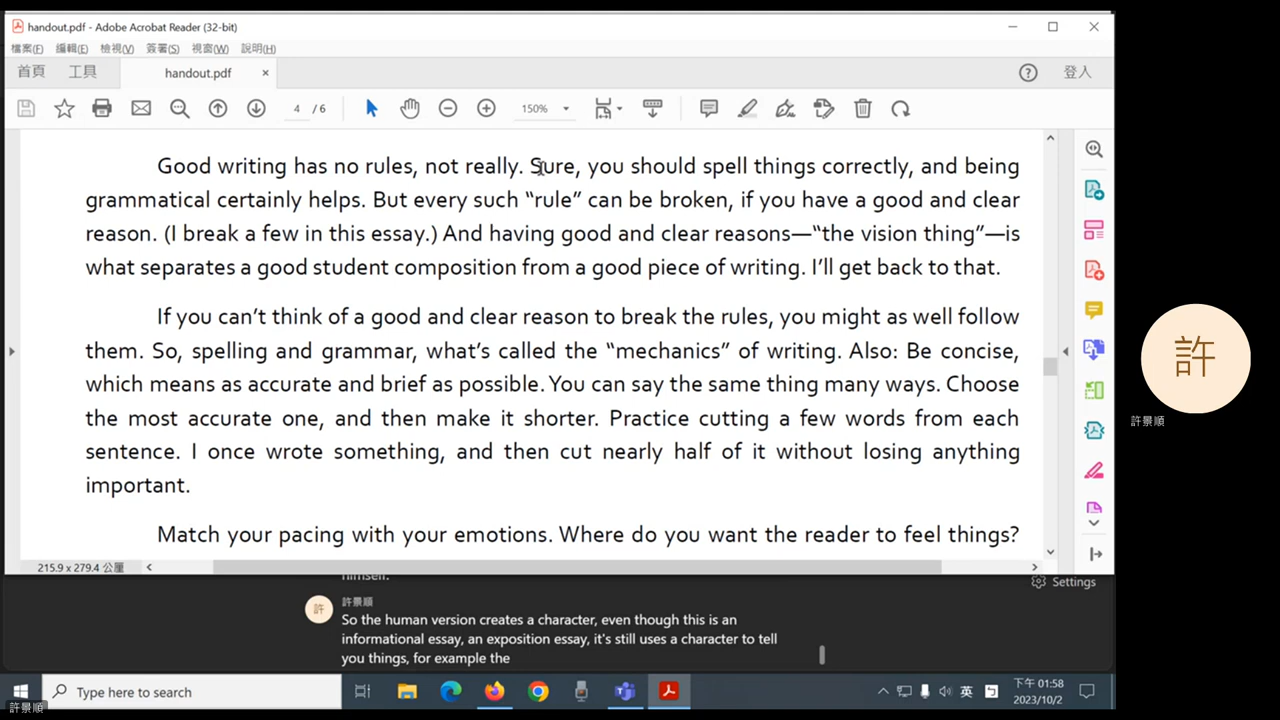 handout.pdf - Adobe Acrobat Reader (32-bit)
檔案(F) 編輯(E) 檢視(V) 簽署(S) 視窗(W) 說明(H)
首頁 工具 handout.pdf × 登入
4 / 6 150%
Good writing has no rules, not really. Sure, you should spell things correctly, and being
grammatical certainly helps. But every such “rule” can be broken, if you have a good and clear
reason. (I break a few in this essay.) And having good and clear reasons—“the vision thing”—is
what separates a good student composition from a good piece of writing. I’ll get back to that.
If you can’t think of a good and clear reason to break the rules, you might as well follow
them. So, spelling and grammar, what’s called the “mechanics” of writing. Also: Be concise,
which means as accurate and brief as possible. You can say the same thing many ways. Choose
the most accurate one, and then make it shorter. Practice cutting a few words from each
sentence. I once wrote something, and then cut nearly half of it without losing anything
important.
Match your pacing with your emotions. Where do you want the reader to feel things?
215.9 x 279.4 公厘
許
許景順
himself.
Settings
許 許景順
So the human version creates a character, even though this is an
informational essay, an exposition essay, it's still uses a character to tell
you things, for example the
Type here to search
英
下午 01:58
2023/10/2
許景順